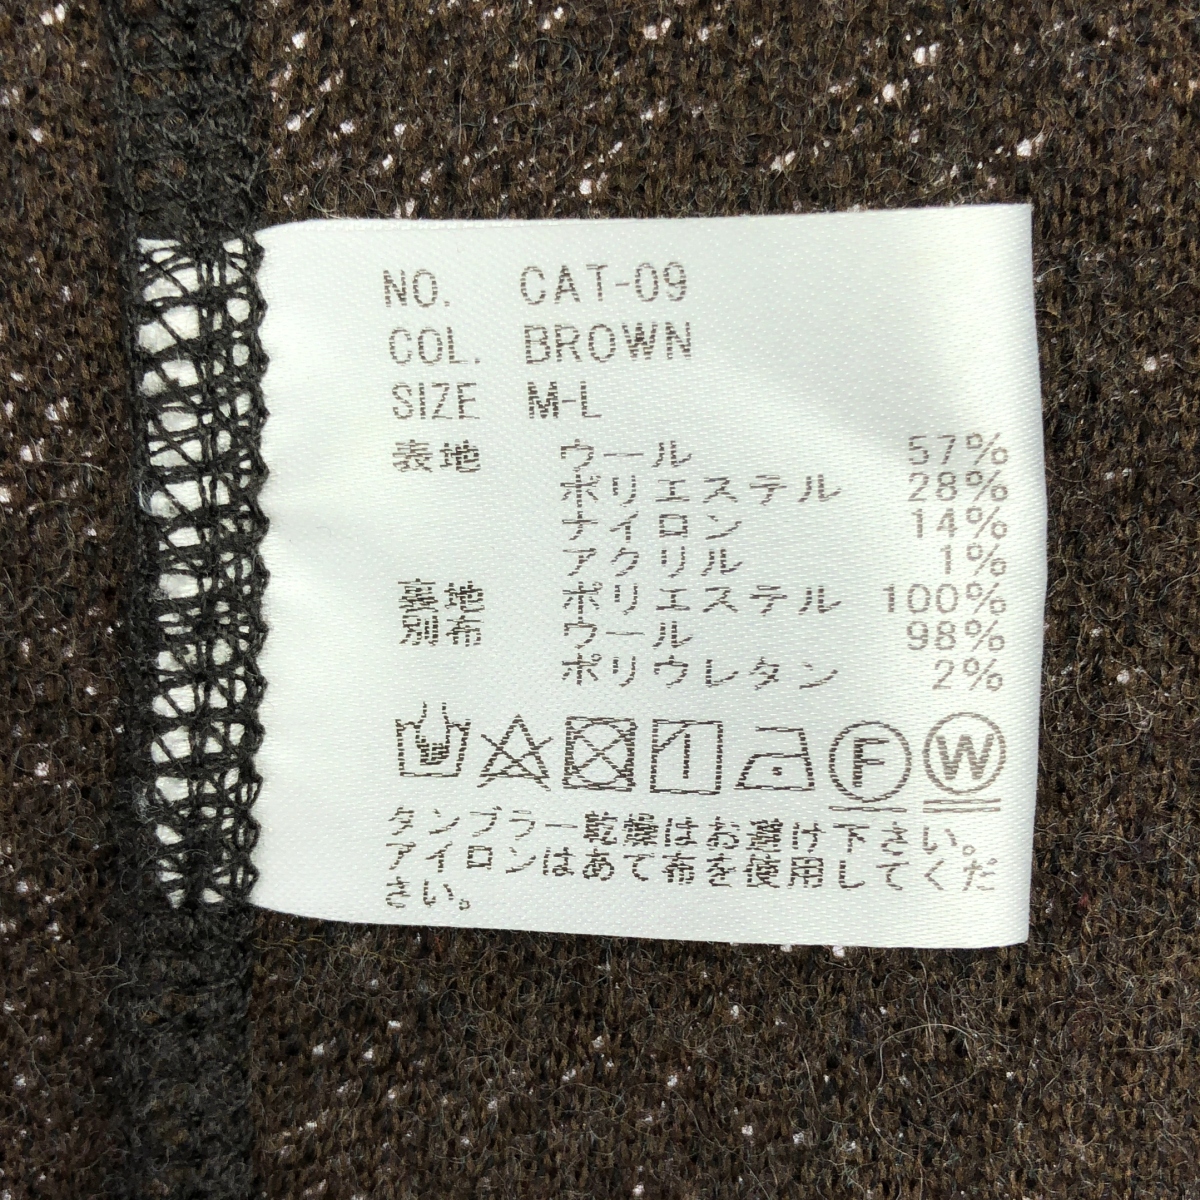 NO. CAT-09
COL. BROWN
SIZE M-L
表地 ウール 57%
ポリエステル 28%
ナイロン 14%
アクリル 1%
裏地 ポリエステル 100%
別布 ウール 98%
ポリウレタン 2%
F W
タンブラー乾燥はお避け下さい。
アイロンはあて布を使用してくだ
さい。